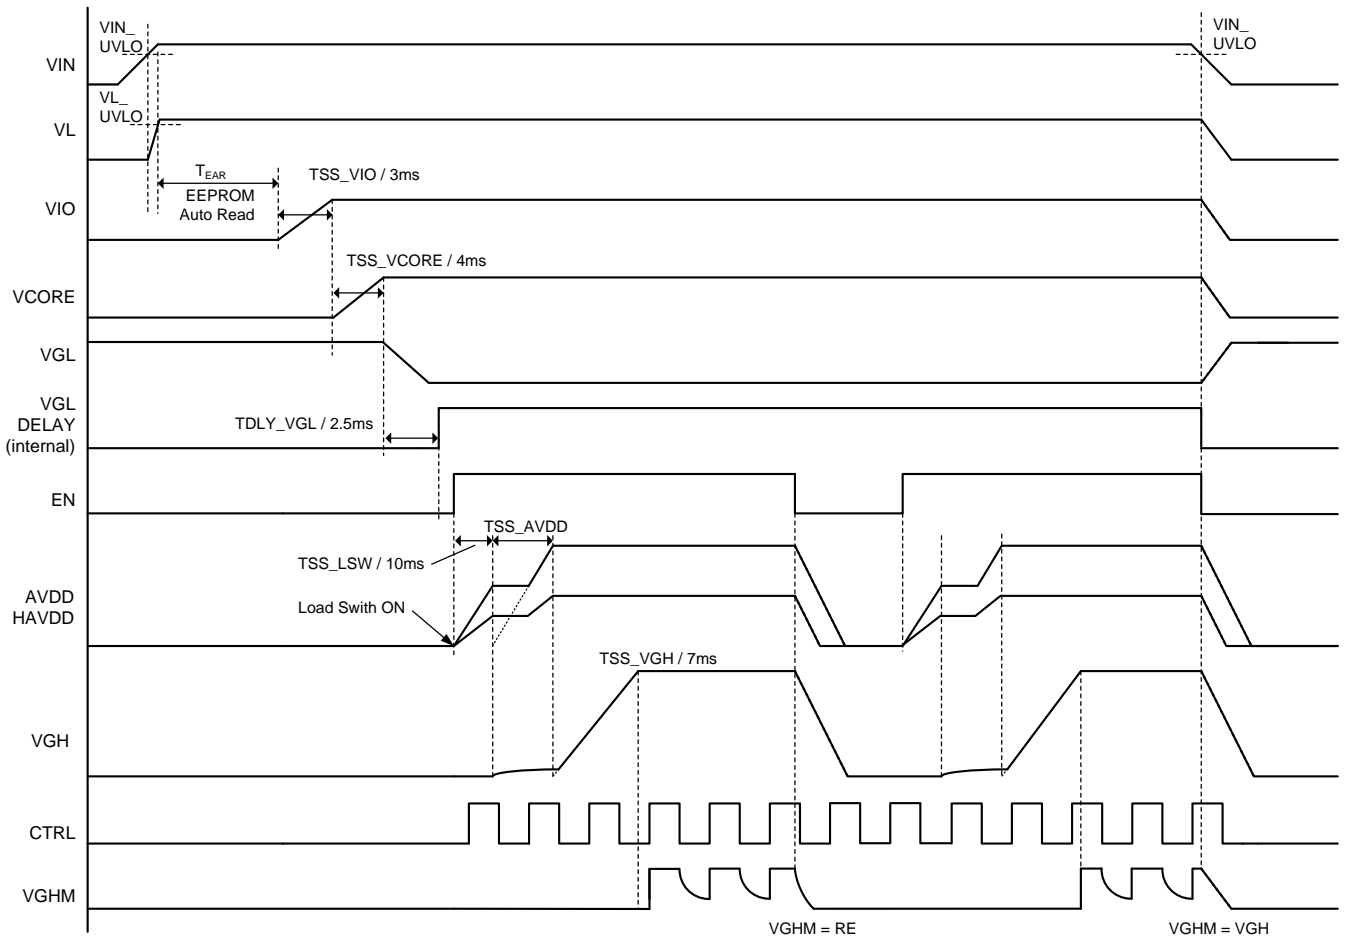 VIN_
UVLO
VIN_
UVLO
VIN
VL_
UVLO
VL
TEAR
EEPROM
Auto Read
TSS_VIO / 3ms
VIO
TSS_VCORE / 4ms
VCORE
VGL
VGL
DELAY
(internal)
TDLY_VGL / 2.5ms
EN
TSS_AVDD
TSS_LSW / 10ms
Load Swith ON
AVDD
HAVDD
TSS_VGH / 7ms
VGH
CTRL
VGHM
VGHM = RE
VGHM = VGH